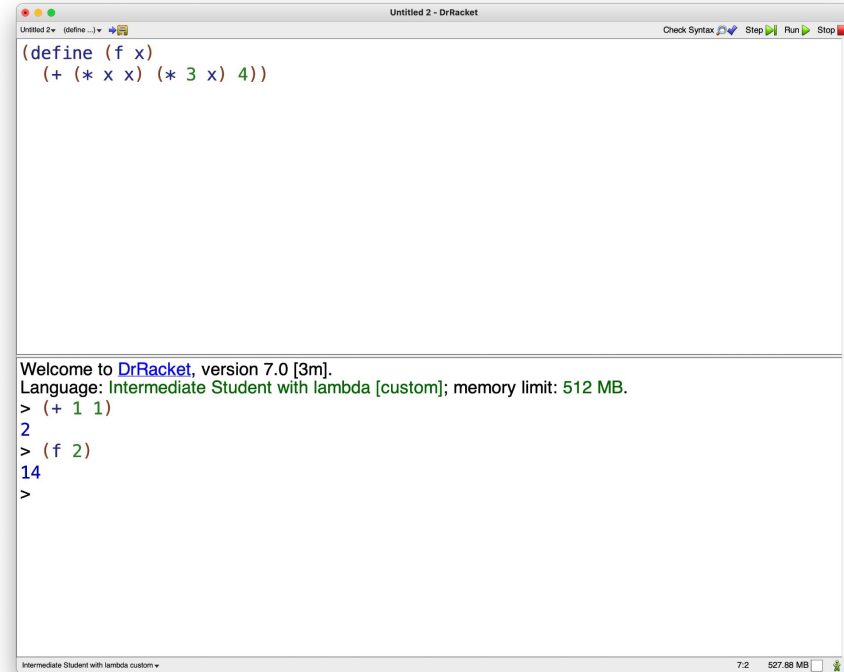 Untitled 2 - DrRacket
Untitled 2 (define ...) Check Syntax Step Run Stop
(define (f x)
  (+ (* x x) (* 3 x) 4))
Welcome to DrRacket, version 7.0 [3m].
Language: Intermediate Student with lambda [custom]; memory limit: 512 MB.
> (+ 1 1)
2
> (f 2)
14
>
Intermediate Student with lambda custom 7:2 527.88 MB